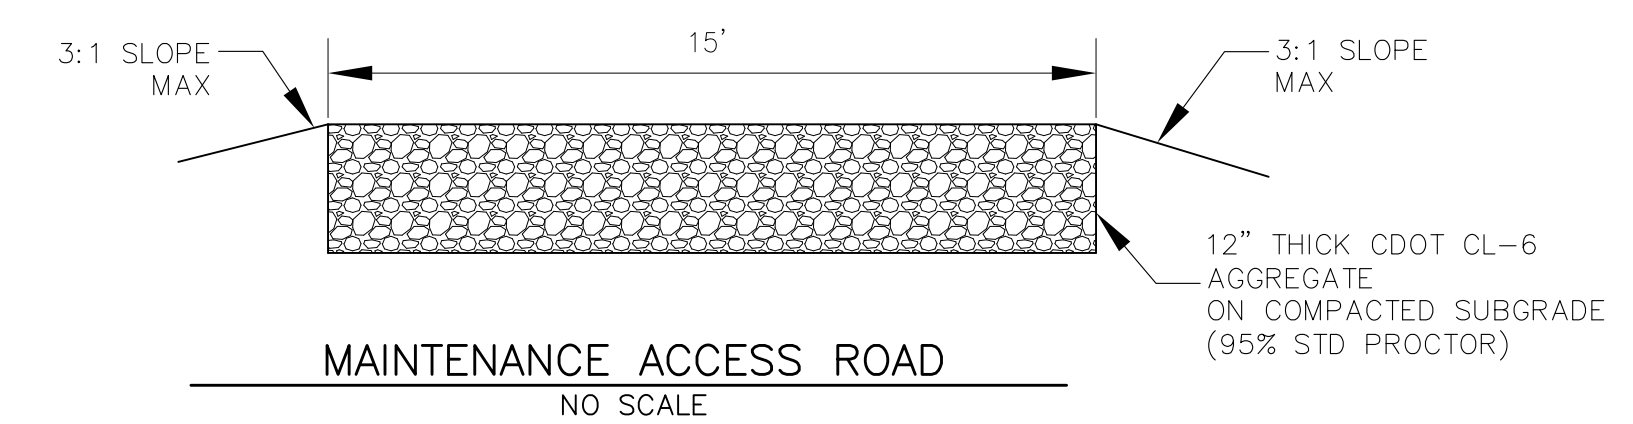 15'
3:1 SLOPE
MAX
3:1 SLOPE
MAX
12" THICK CDOT CL-6
AGGREGATE
ON COMPACTED SUBGRADE
(95% STD PROCTOR)
MAINTENANCE ACCESS ROAD
NO SCALE